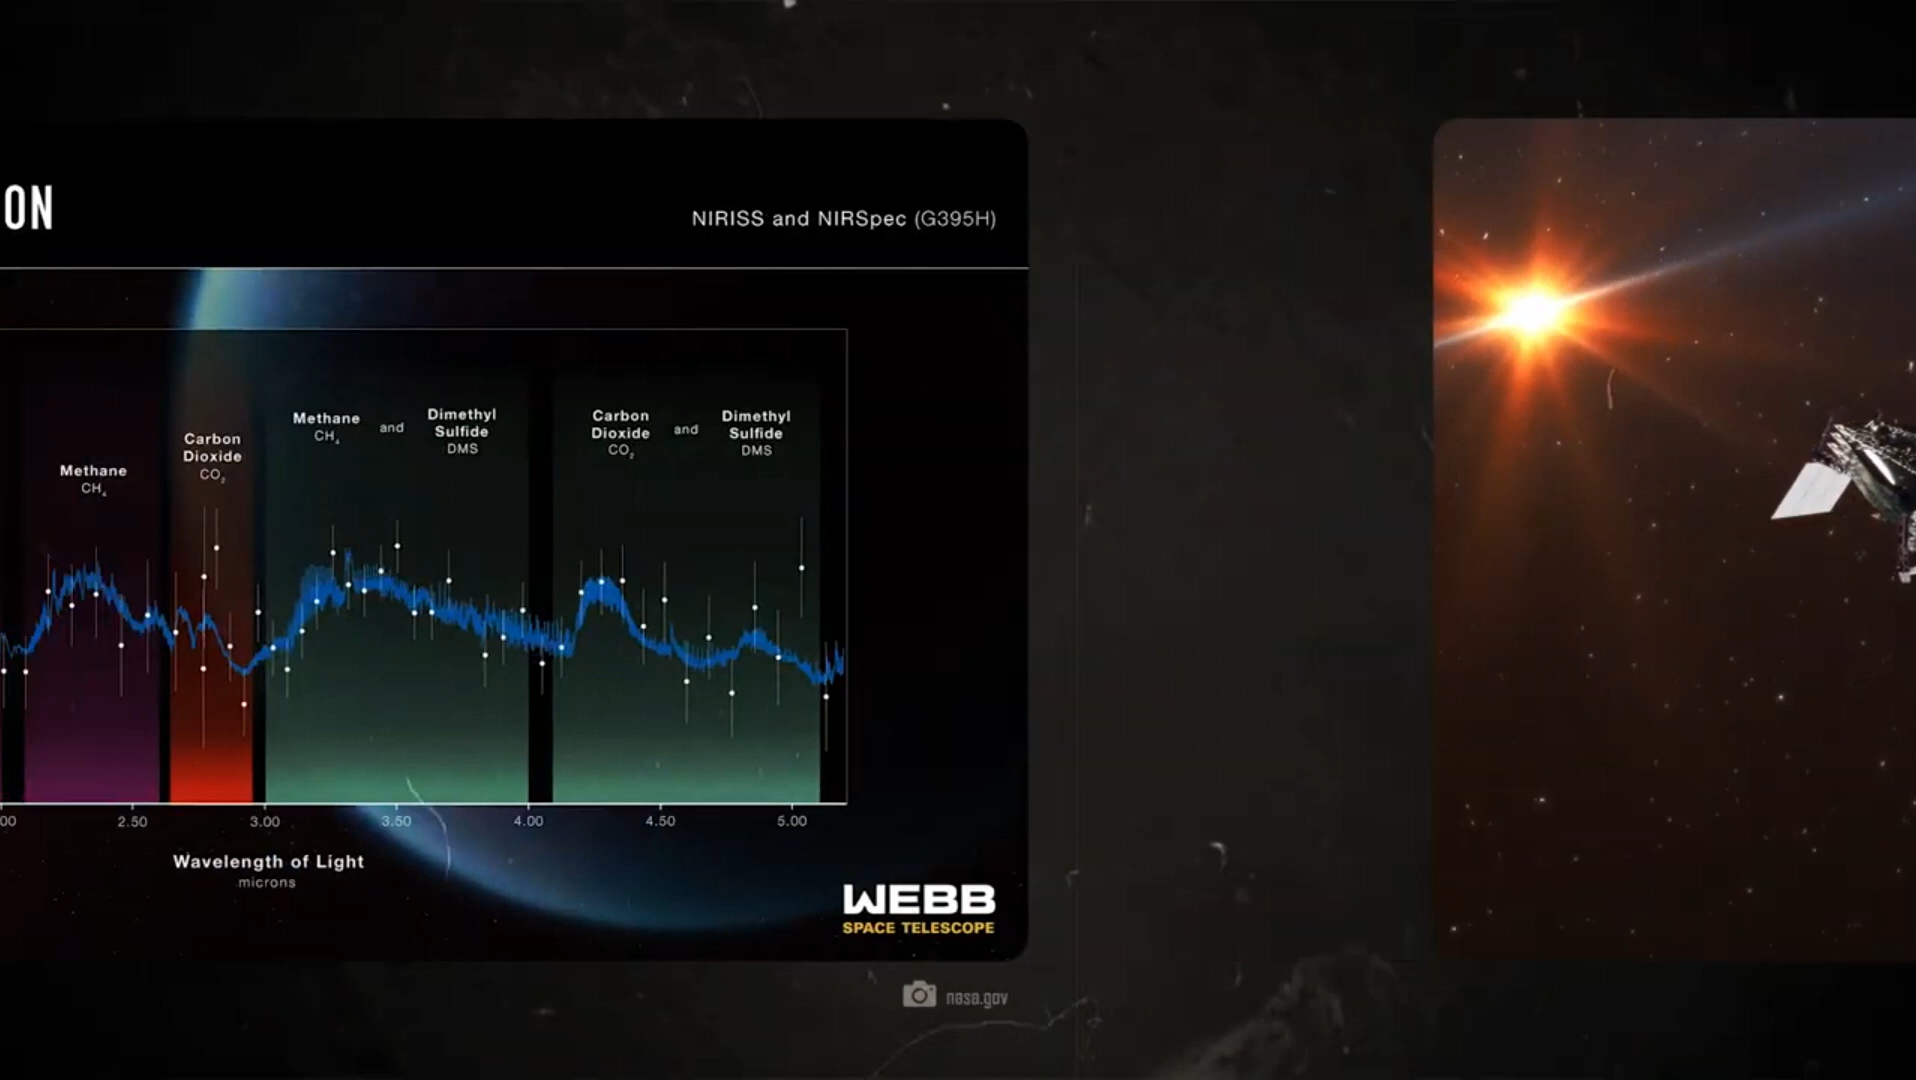 ON
NIRISS and NIRSpec (G395H)
Methane
CH₄
and
Dimethyl
Sulfide
DMS
Carbon
Dioxide
CO₂
and
Dimethyl
Sulfide
DMS
Carbon
Dioxide
CO₂
Methane
CH₄
00 2.50 3.00 3.50 4.00 4.50 5.00
Wavelength of Light
microns
WEBB
SPACE TELESCOPE
nasa.gov